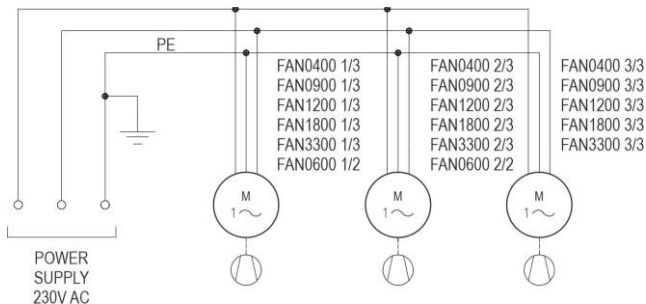 PE
FAN0400 1/3
FAN0900 1/3
FAN1200 1/3
FAN1800 1/3
FAN3300 1/3
FAN0600 1/2
FAN0400 2/3
FAN0900 2/3
FAN1200 2/3
FAN1800 2/3
FAN3300 2/3
FAN0600 2/2
FAN0400 3/3
FAN0900 3/3
FAN1200 3/3
FAN1800 3/3
FAN3300 3/3
M
1~
M
1~
M
1~
POWER
SUPPLY
230V AC